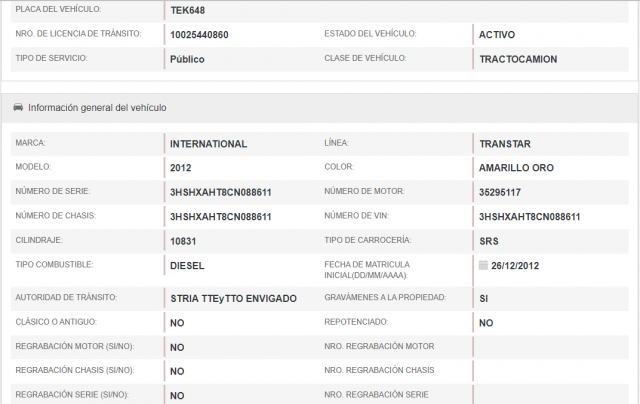 PLACA DEL VEHÍCULO: TEK648
NRO. DE LICENCIA DE TRÁNSITO: 10025440860 ESTADO DEL VEHÍCULO: ACTIVO
TIPO DE SERVICIO: Público CLASE DE VEHÍCULO: TRACTOCAMION
Información general del vehículo
MARCA: INTERNATIONAL LÍNEA: TRANSTAR
MODELO: 2012 COLOR: AMARILLO ORO
NÚMERO DE SERIE: 3HSHXAHT8CN088611 NÚMERO DE MOTOR: 35295117
NÚMERO DE CHASIS: 3HSHXAHT8CN088611 NÚMERO DE VIN: 3HSHXAHT8CN088611
CILINDRAJE: 10831 TIPO DE CARROCERÍA: SRS
TIPO COMBUSTIBLE: DIESEL FECHA DE MATRICULA INICIAL(DD/MM/AAAA): 26/12/2012
AUTORIDAD DE TRÁNSITO: STRIA TTEyTTO ENVIGADO GRAVÁMENES A LA PROPIEDAD: SI
CLÁSICO O ANTIGUO: NO REPOTENCIADO: NO
REGRABACIÓN MOTOR (SI/NO): NO NRO. REGRABACIÓN MOTOR
REGRABACIÓN CHASIS (SI/NO): NO NRO. REGRABACIÓN CHASIS
REGRABACIÓN SERIE (SI/NO): NO NRO. REGRABACIÓN SERIE